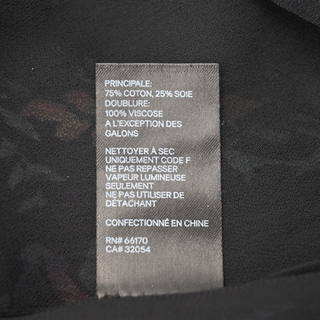 PRINCIPALE:
75% COTON, 25% SOIE
DOUBLURE:
100% VISCOSE
A L'EXCEPTION DES
GALONS
NETTOYER À SEC
UNIQUEMENT CODE F
NE PAS REPASSER
VAPEUR LUMINEUSE
SEULEMENT
NE PAS UTILISER DE
DÉTACHANT
CONFECTIONNÉ EN CHINE
RN# 66170
CA# 32054